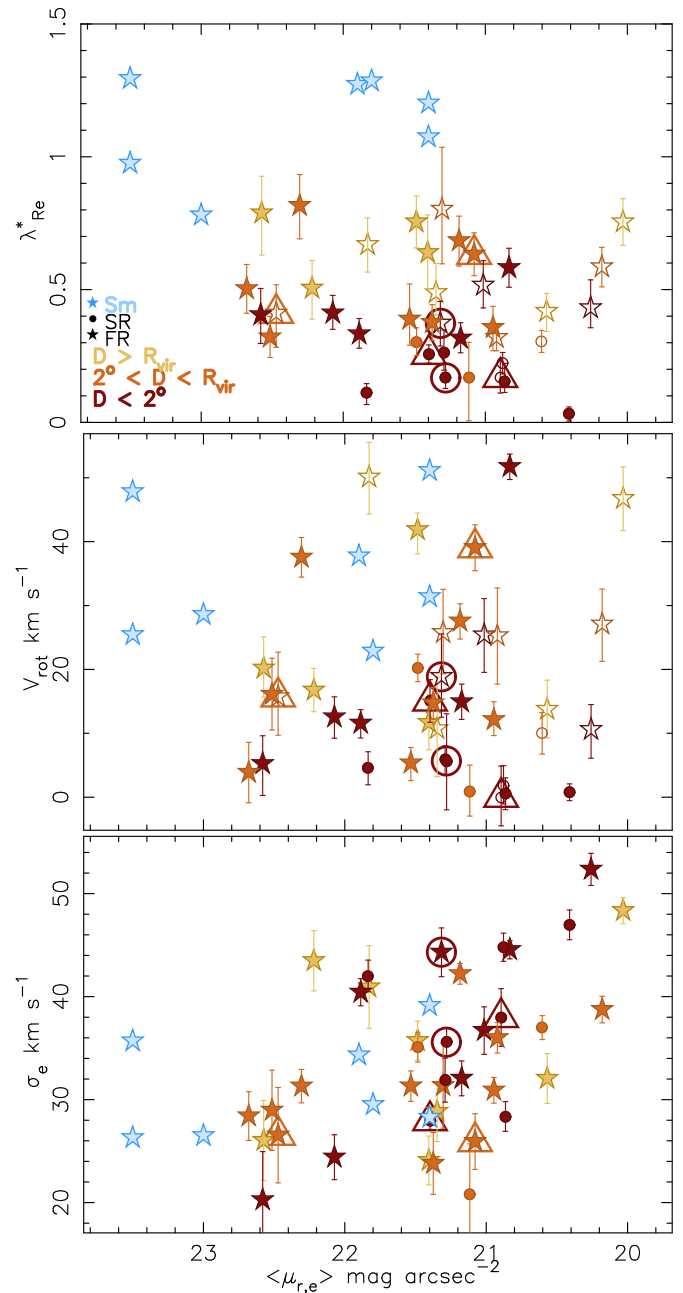 1.5
1
0.5
0
λ*Re
Sm
SR
FR
D > Rvir
2° < D < Rvir
D < 2°
40
20
0
Vrot km s−1
50
40
30
20
σe km s−1
23 22 21 20
<μr,e> mag arcsec−2